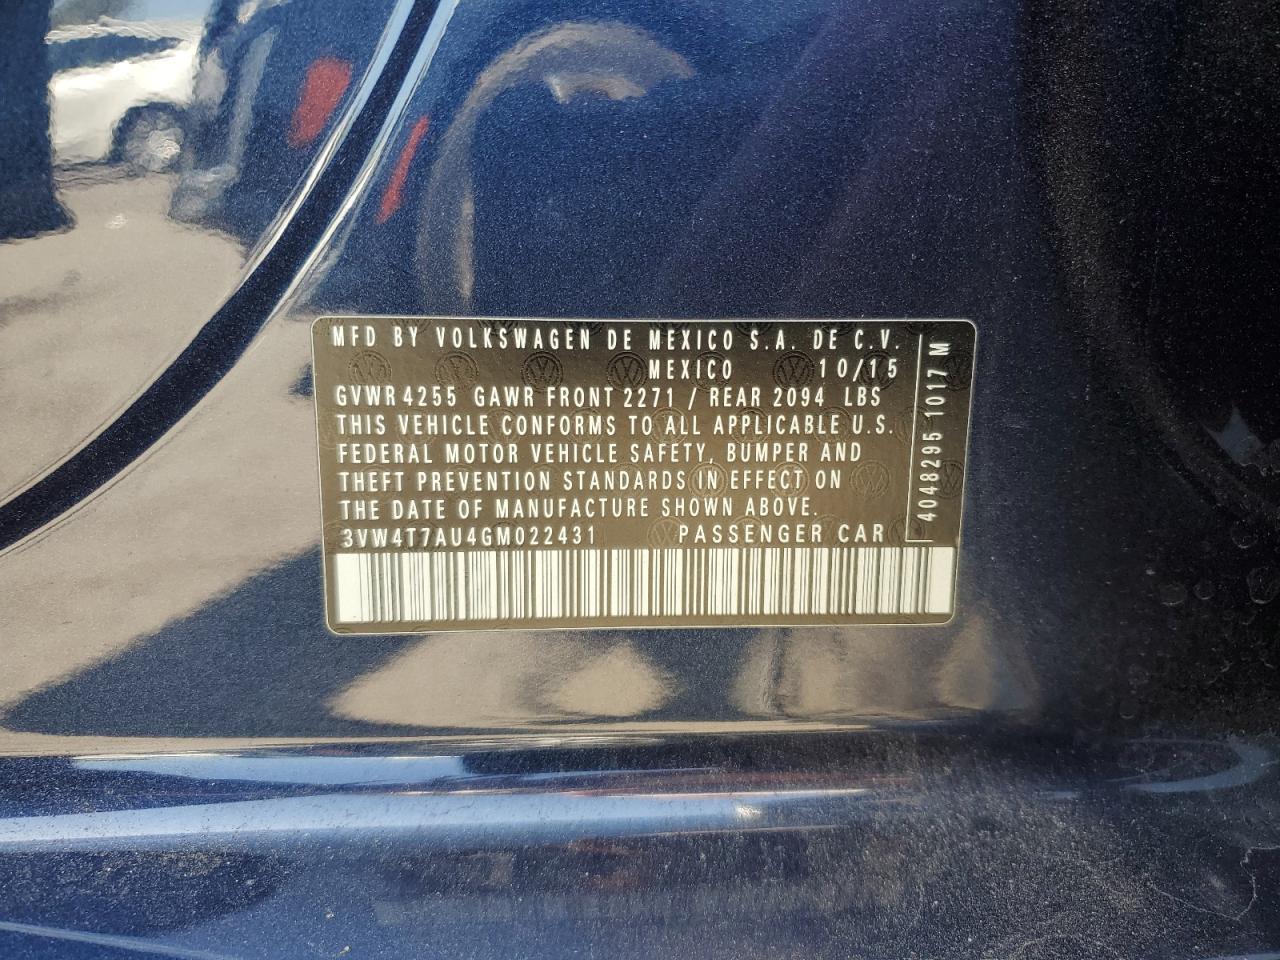 MFD BY VOLKSWAGEN DE MEXICO S.A. DE C.V.
MEXICO 10/15
GVWR 4255 GAWR FRONT 2271 / REAR 2094 LBS
THIS VEHICLE CONFORMS TO ALL APPLICABLE U.S.
FEDERAL MOTOR VEHICLE SAFETY, BUMPER AND
THEFT PREVENTION STANDARDS IN EFFECT ON
THE DATE OF MANUFACTURE SHOWN ABOVE.
3VW4T7AU4GM022431 PASSENGER CAR
4048295 1017 M